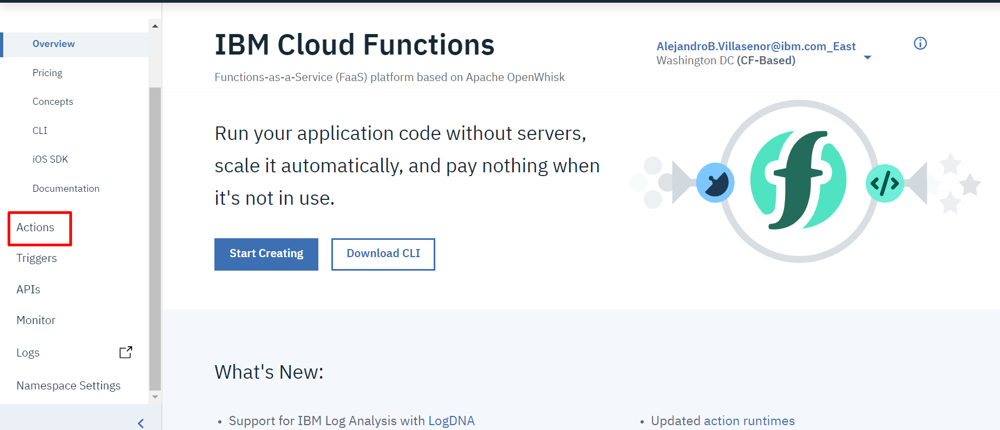 Overview
Pricing
Concepts
CLI
iOS SDK
Documentation
Actions
Triggers
APIs
Monitor
Logs
Namespace Settings
IBM Cloud Functions
Functions-as-a-Service (FaaS) platform based on Apache OpenWhisk
AlejandroB.Villasenor@ibm.com_East
Washington DC (CF-Based)
Run your application code without servers,
scale it automatically, and pay nothing when
it's not in use.
Start Creating
Download CLI
What's New:
• Support for IBM Log Analysis with LogDNA
• Updated action runtimes